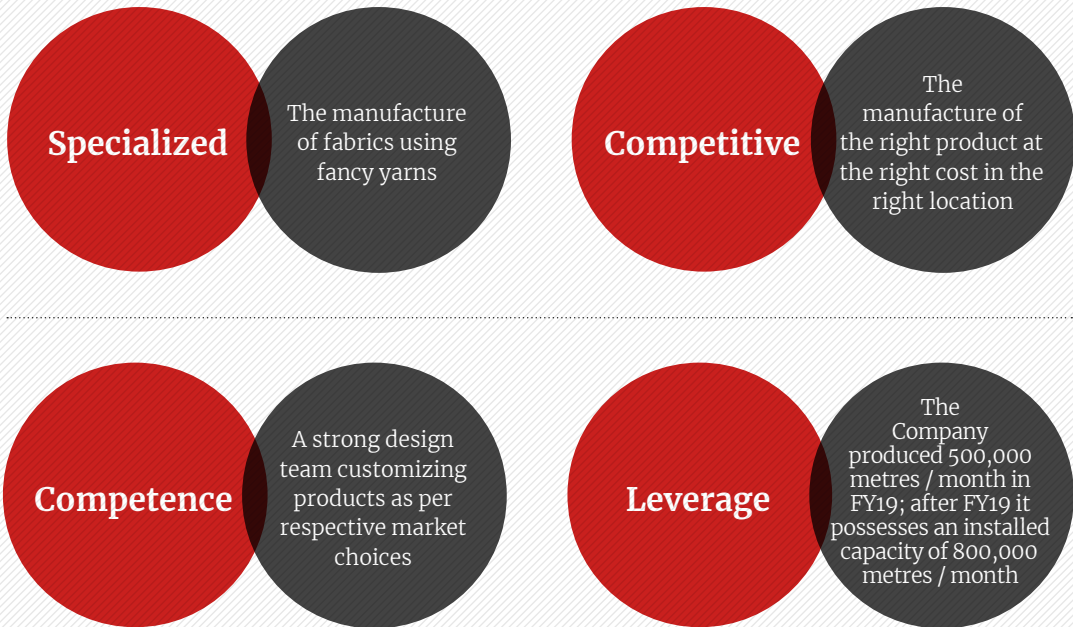 Specialized
The manufacture
of fabrics using
fancy yarns
Competitive
The
manufacture of
the right product at
the right cost in the
right location
Competence
A strong design
team customizing
products as per
respective market
choices
Leverage
The
Company
produced 500,000
metres / month in
FY19; after FY19 it
possesses an installed
capacity of 800,000
metres / month